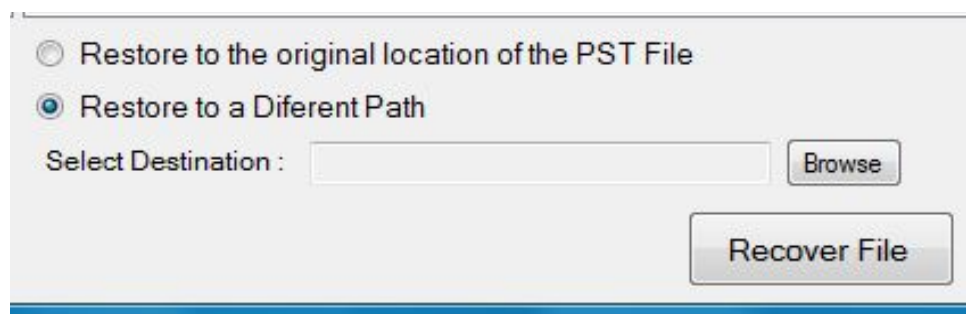 Restore to the original location of the PST File
Restore to a Diferent Path
Select Destination :
Browse
Recover File